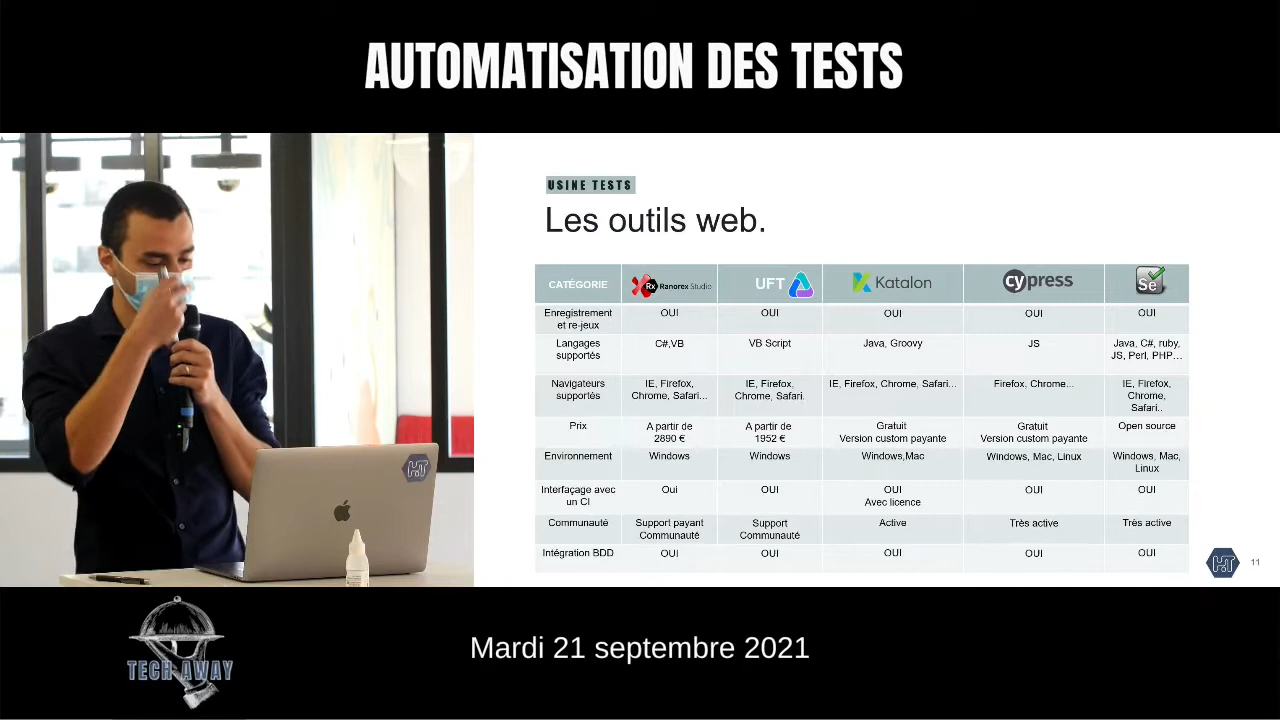 AUTOMATISATION DES TESTS
USINE TESTS
Les outils web.
CATÉGORIE
Rx Ranorex Studio
UFT
Katalon
cypress
Se
Enregistrement
et re-jeux
OUI
OUI
OUI
OUI
OUI
Langages
supportés
C#,VB
VB Script
Java, Groovy
JS
Java, C#, ruby,
JS, Perl, PHP…
Navigateurs
supportés
IE, Firefox,
Chrome, Safari...
IE, Firefox,
Chrome, Safari.
IE, Firefox, Chrome, Safari...
Firefox, Chrome...
IE, Firefox,
Chrome,
Safari..
Prix
A partir de
2890 €
A partir de
1952 €
Gratuit
Version custom payante
Gratuit
Version custom payante
Open source
Environnement
Windows
Windows
Windows,Mac
Windows, Mac, Linux
Windows, Mac,
Linux
Interfaçage avec
un CI
Oui
OUI
OUI
Avec licence
OUI
OUI
Communauté
Support payant
Communauté
Support
Communauté
Active
Très active
Très active
Intégration BDD
OUI
OUI
OUI
OUI
OUI
HT
HT
11
TECH AWAY
Mardi 21 septembre 2021